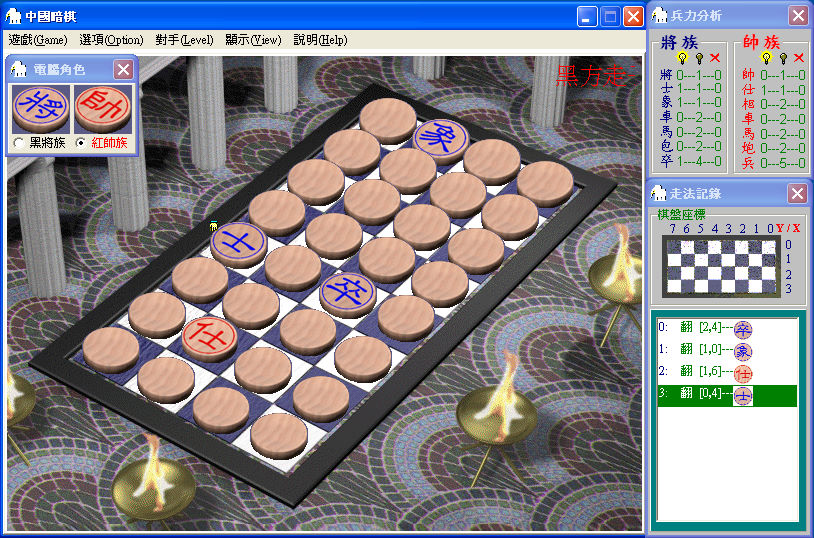 中國暗棋
遊戲(Game) 選項(Option) 對手(Level) 顯示(View) 說明(Help)
電腦角色
將 帥
黑將族 紅帥族
象
士
卒
仕
兵力分析
將族 帥族
將 0---1---0
士 1---1---0
象 1---1---0
車 0---2---0
馬 0---2---0
包 0---2---0
卒 1---4---0
帥 0---1---0
仕 1---1---0
相 0---2---0
車 0---2---0
馬 0---2---0
炮 0---2---0
兵 0---5---0
走法記錄
棋盤座標
7 6 5 4 3 2 1 0 Y / X
0
1
2
3
0: 翻 [2,4]---卒
1: 翻 [1,0]---象
2: 翻 [1,6]---仕
3: 翻 [0,4]---士